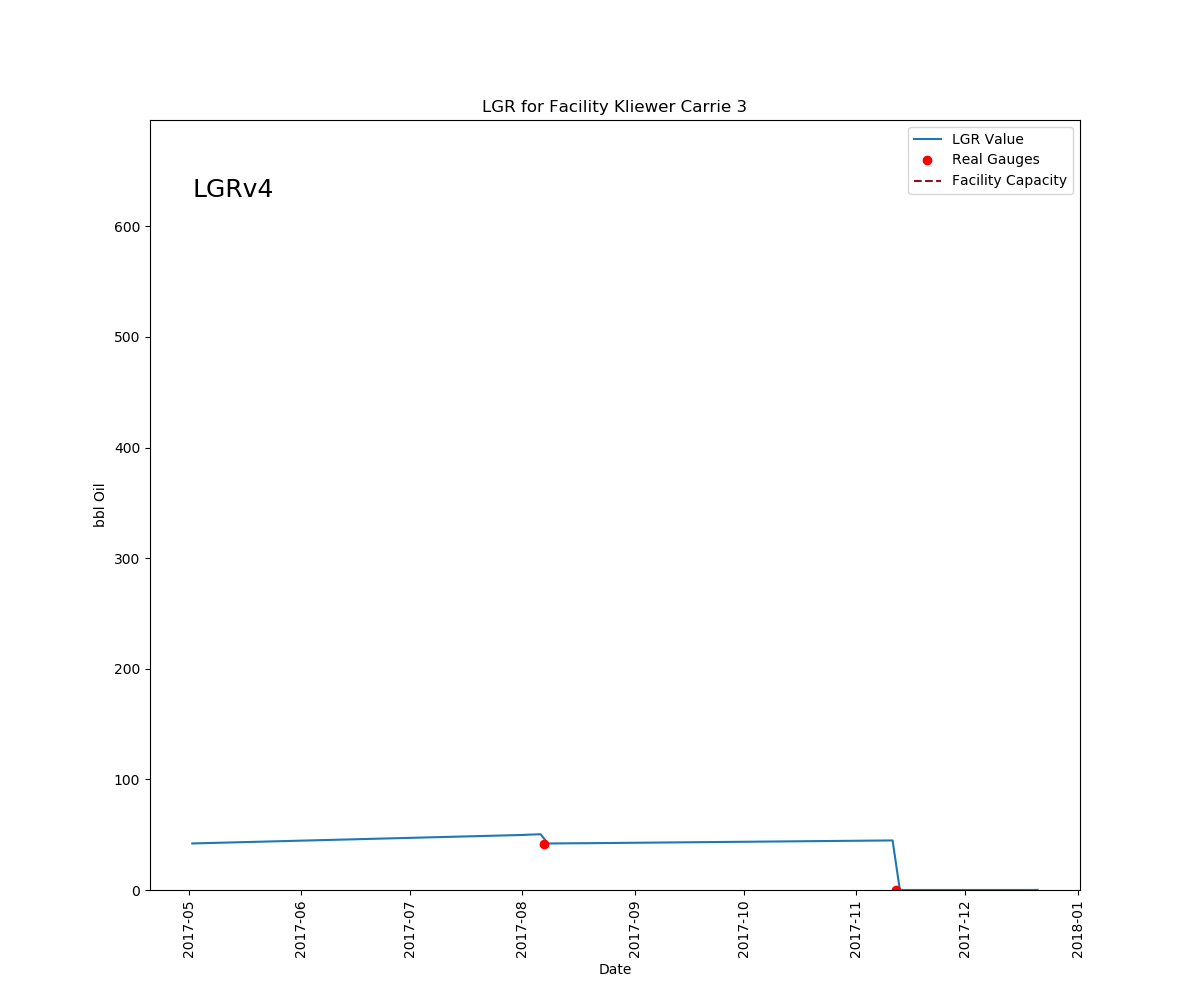 LGR for Facility Kliewer Carrie 3
LGR Value
Real Gauges
Facility Capacity
LGRv4
600
500
400
300
200
100
0
bbl Oil
2017-05
2017-06
2017-07
2017-08
2017-09
2017-10
2017-11
2017-12
2018-01
Date